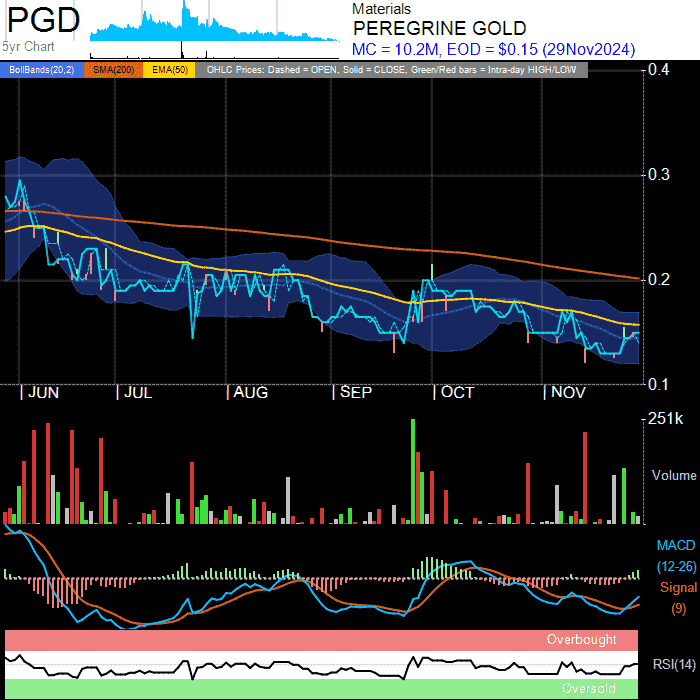 PGD
5yr Chart
Materials
PEREGRINE GOLD
MC = 10.2M, EOD = $0.15 (29Nov2024)
BollBands(20,2) SMA(200) EMA(50) OHLC Prices: Dashed = OPEN, Solid = CLOSE, Green/Red bars = Intra-day HIGH/LOW
0.4
0.3
0.2
0.1
| JUN | JUL | AUG | SEP | OCT | NOV
251k
Volume
MACD
(12-26)
Signal
(9)
Overbought
RSI(14)
Oversold